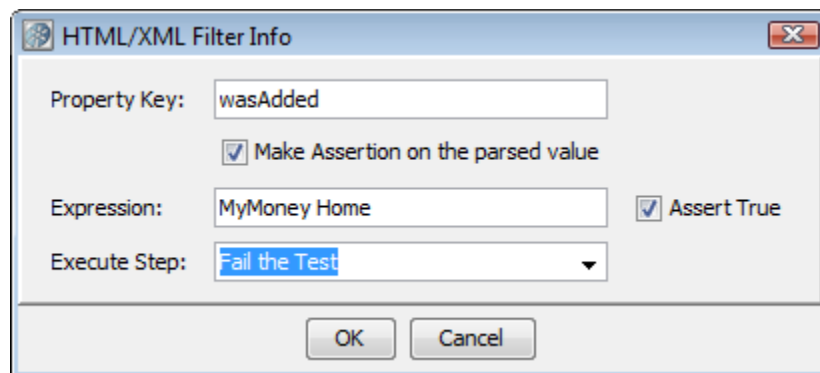 HTML/XML Filter Info
Property Key: wasAdded
Make Assertion on the parsed value
Expression: MyMoney Home Assert True
Execute Step: Fail the Test
OK Cancel